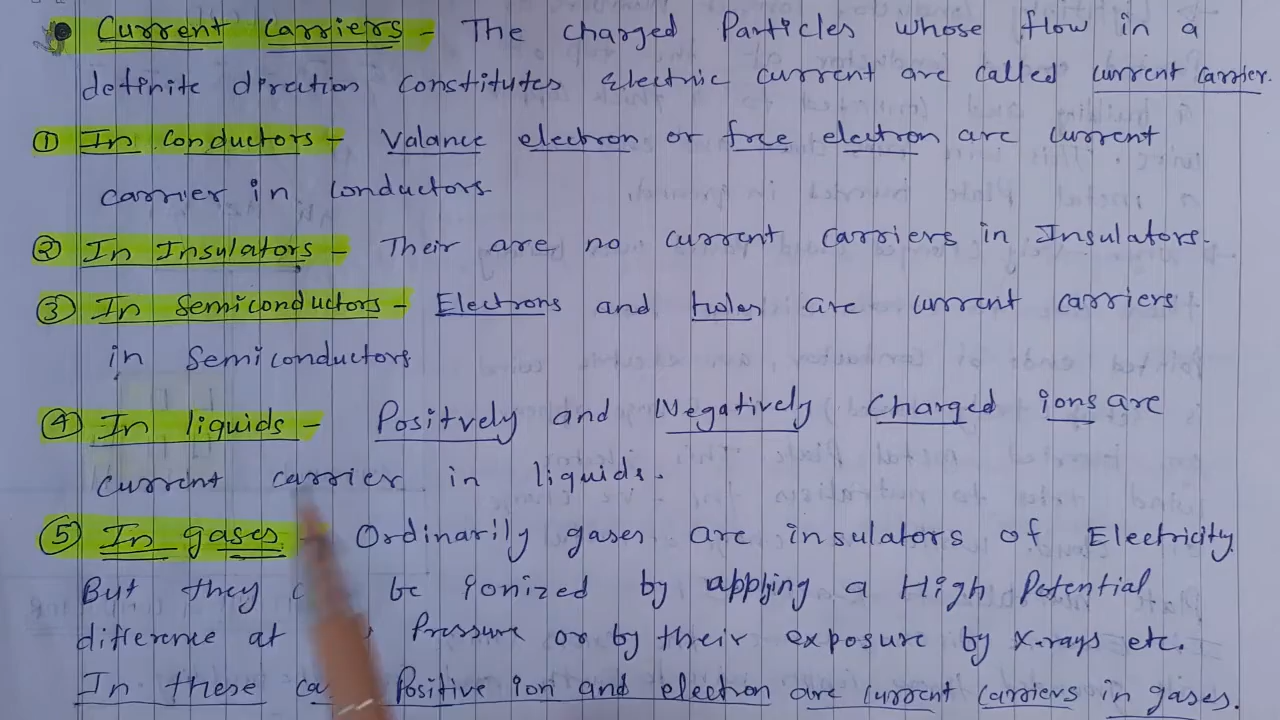 Current carriers - The charged Particles whose flow in a
definite dirction constitutes Electric current are called current carrier.
① In conductors - Valance electron or free electron are current
carrier in conductors.
② In Insulators - Their are no current carriers in Insulators.
③ In Semiconductors - Electrons and holes are current carriers
in Semiconductors
④ In liquids - Positvely and Negatively Charged ions are
current carrier in liquids.
⑤ In gases - Ordinarily gases are insulators of Electricity
But they be ionized by applying a High Potential
difference at Pressure or by their exposure by X-rays etc.
In these Positive ion and electron are current carriers in gases.